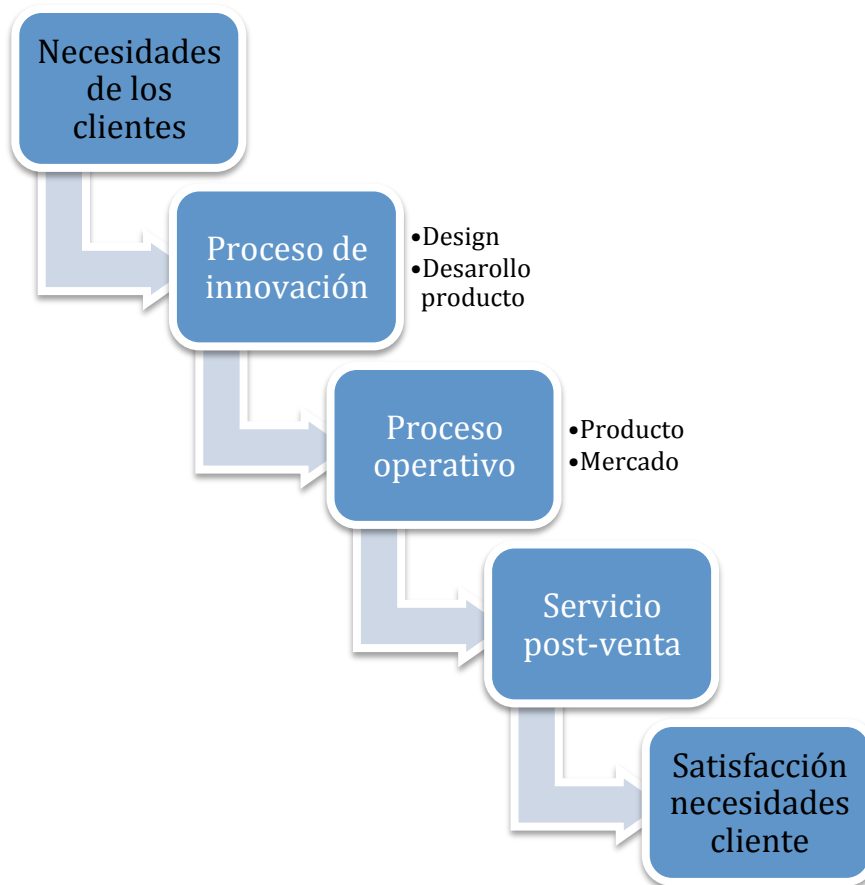 Necesidades
de los
clientes
Proceso de
innovación
•Design
•Desarollo
producto
Proceso
operativo
•Producto
•Mercado
Servicio
post-venta
Satisfacción
necesidades
cliente